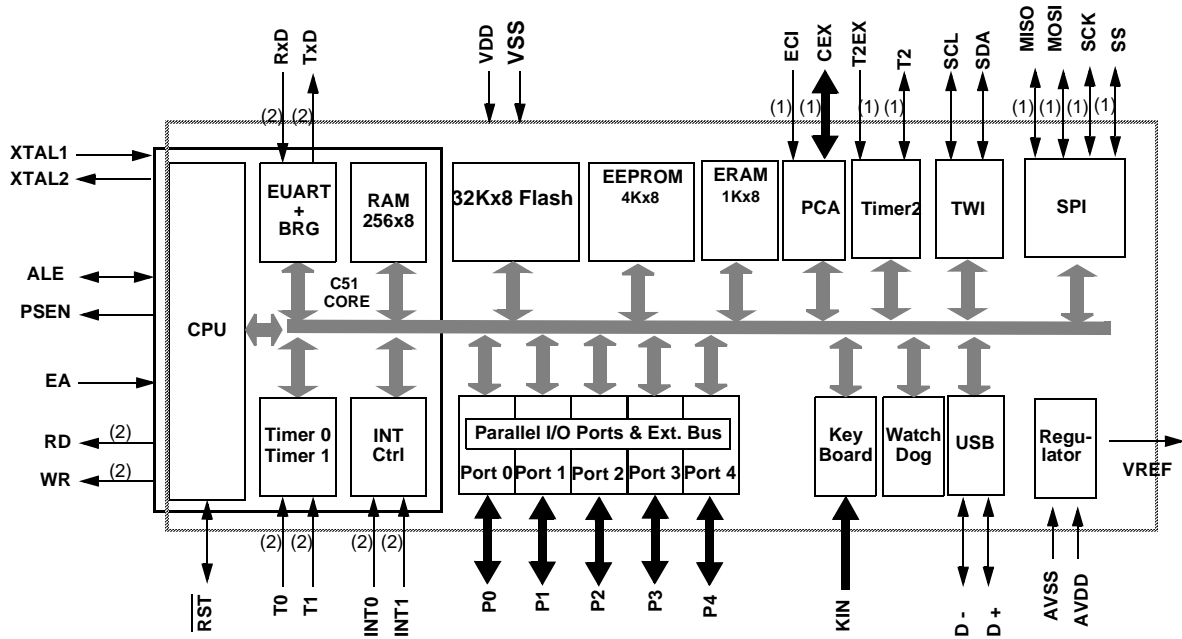 RxD
TxD
VDD
VSS
ECI
CEX
T2EX
T2
SCL
SDA
MISO
MOSI
SCK
SS
(2)
(2)
(1)
(1)
(1)
(1)
(1)
(1)
(1)
(1)
XTAL1
XTAL2
EUART
+
BRG
RAM
256x8
32Kx8 Flash
EEPROM
4Kx8
ERAM
1Kx8
PCA
Timer2
TWI
SPI
ALE
PSEN
C51
CORE
CPU
EA
RD
(2)
WR
(2)
Timer 0
Timer 1
INT
Ctrl
Parallel I/O Ports & Ext. Bus
Port 0
Port 1
Port 2
Port 3
Port 4
Key
Board
Watch
Dog
USB
Regu-
lator
VREF
(2)
(2)
(2)
(2)
RST
T0
T1
INT0
INT1
P0
P1
P2
P3
P4
KIN
D -
D +
AVSS
AVDD